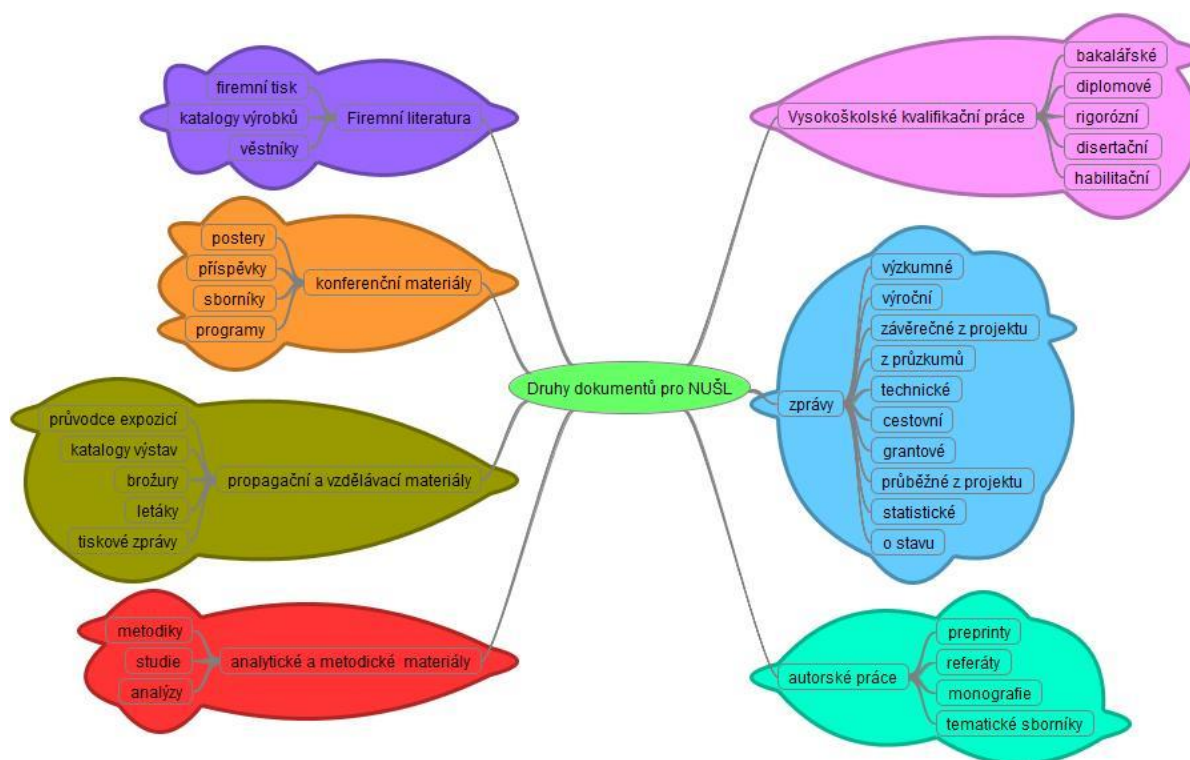 Druhy dokumentů pro NUŠL
Firemní literatura
firemní tisk
katalogy výrobků
věstníky
konferenční materiály
postery
příspěvky
sborníky
programy
propagační a vzdělávací materiály
průvodce expozicí
katalogy výstav
brožury
letáky
tiskové zprávy
analytické a metodické materiály
metodiky
studie
analýzy
Vysokoškolské kvalifikační práce
bakalářské
diplomové
rigorózní
disertační
habilitační
zprávy
výzkumné
výroční
závěrečné z projektu
z průzkumů
technické
cestovní
grantové
průběžné z projektu
statistické
o stavu
autorské práce
preprinty
referáty
monografie
tematické sborníky